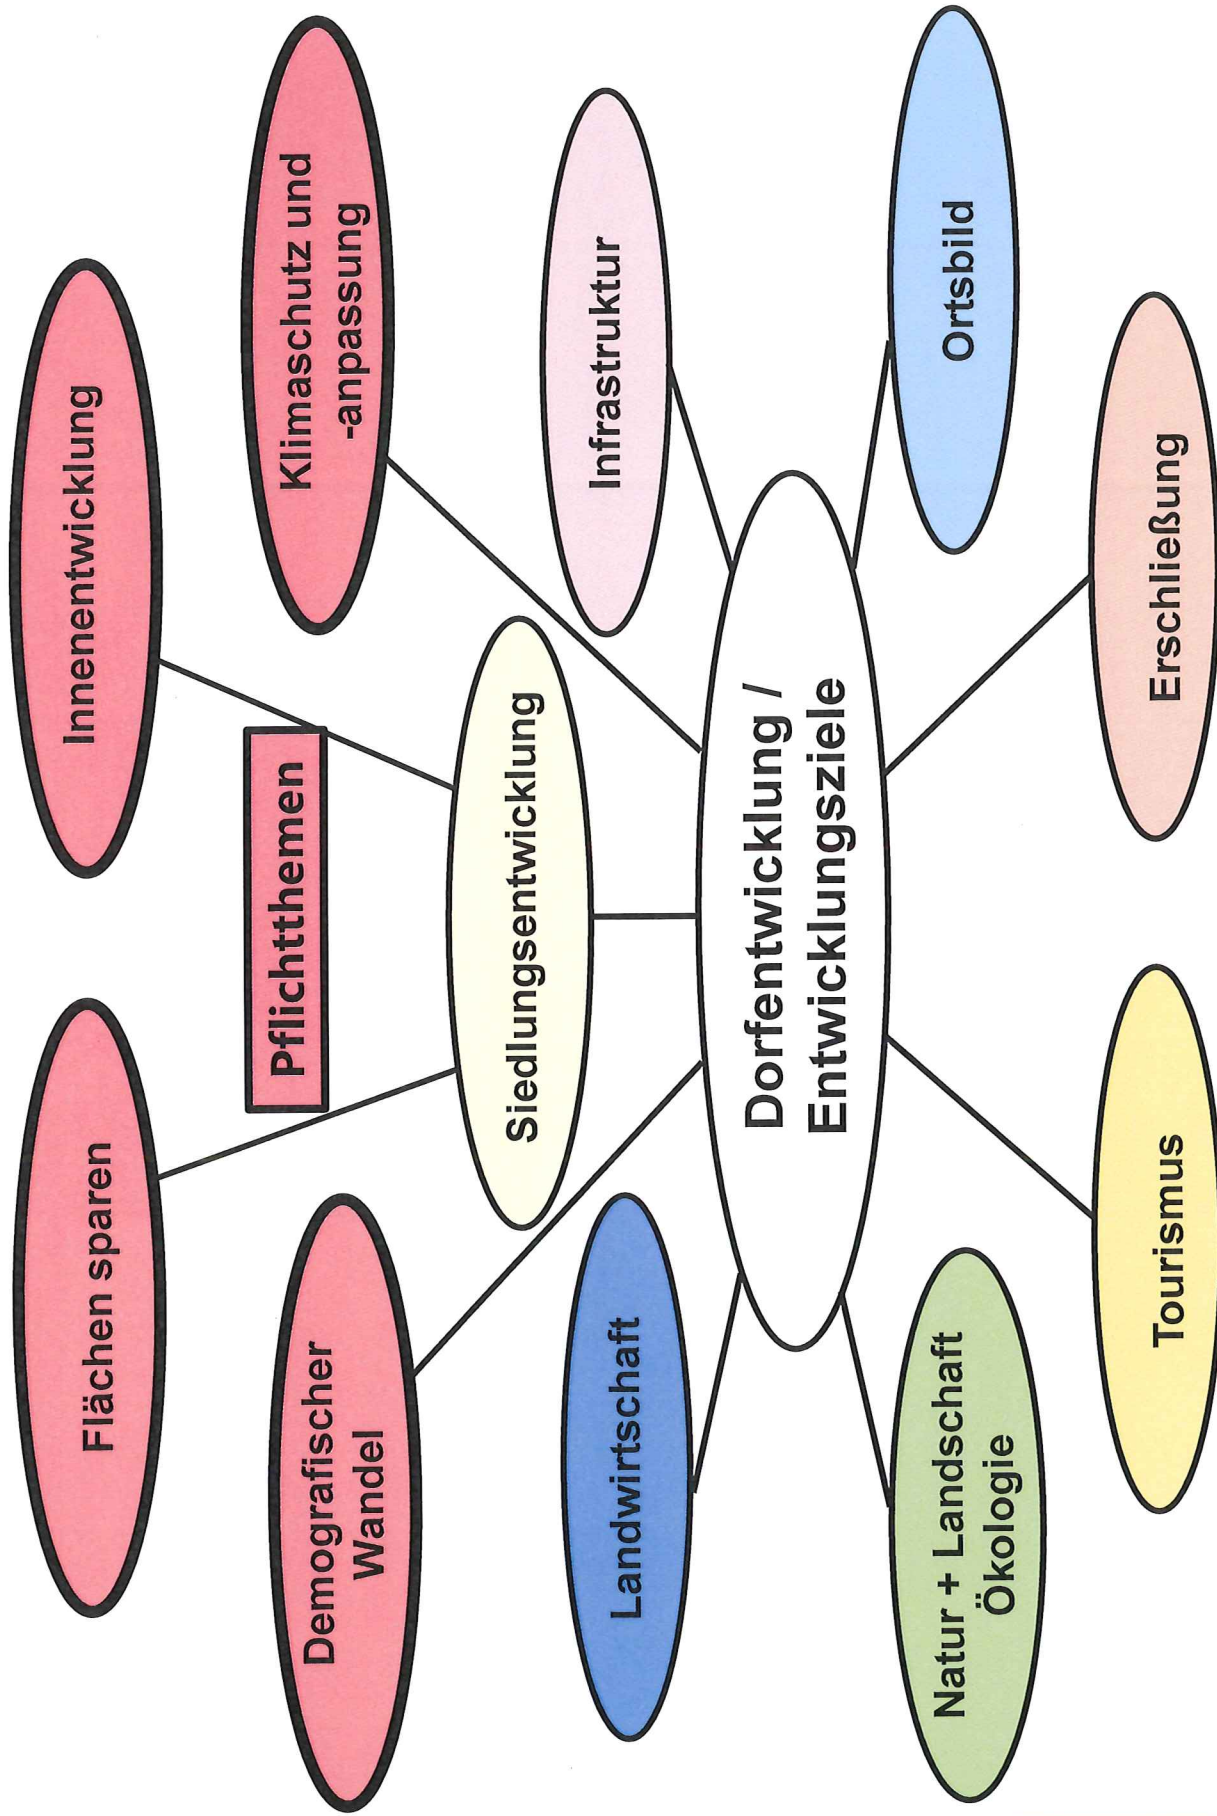 Flächen sparen
Innenentwicklung
Demografischer
Wandel
Pflichtthemen
Klimaschutz und
-anpassung
Siedlungsentwicklung
Landwirtschaft
Infrastruktur
Dorfentwicklung /
Entwicklungsziele
Natur + Landschaft
Ökologie
Ortsbild
Tourismus
Erschließung